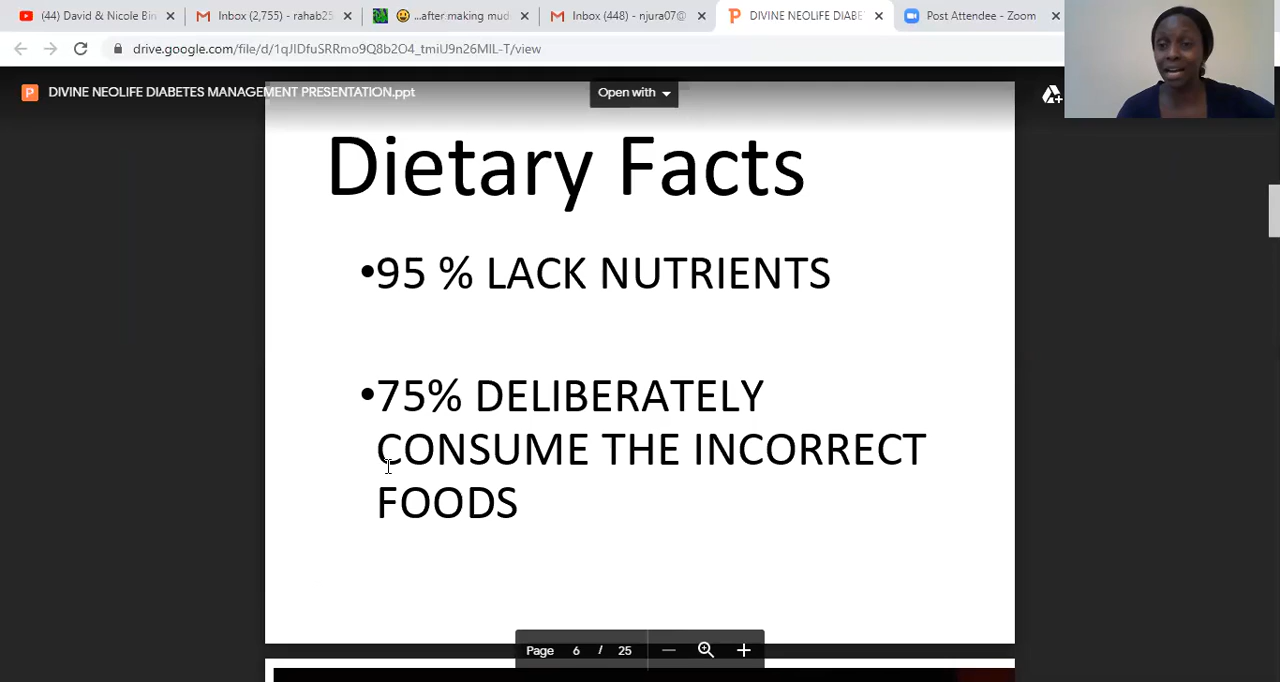 (44) David & Nicole Bin
Inbox (2,755) - rahab25
...after making mud
Inbox (448) - njura07@
DIVINE NEOLIFE DIABE
Post Attendee - Zoom
drive.google.com/file/d/1qJIDfuSRRmo9Q8b2O4_tmiU9n26MIL-T/view
P DIVINE NEOLIFE DIABETES MANAGEMENT PRESENTATION.ppt
Open with
Dietary Facts
•95 % LACK NUTRIENTS
•75% DELIBERATELY
CONSUME THE INCORRECT
FOODS
Page 6 / 25